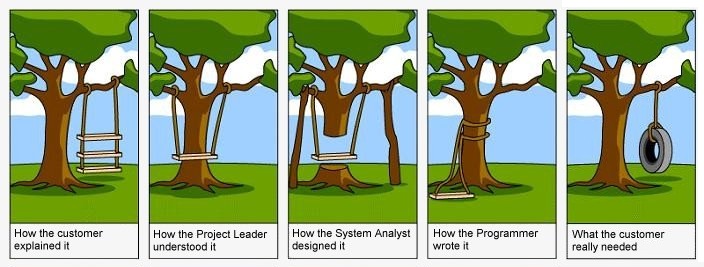 How the customer
explained it
How the Project Leader
understood it
How the System Analyst
designed it
How the Programmer
wrote it
What the customer
really needed